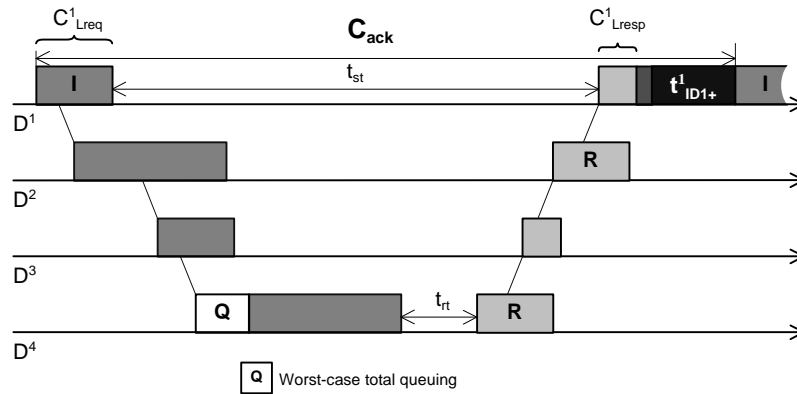 C¹Lreq
Cack
C¹Lresp
I
tst
t¹ID1+
I
D¹
R
D²
D³
Q
trt
R
D⁴
Q Worst-case total queuing